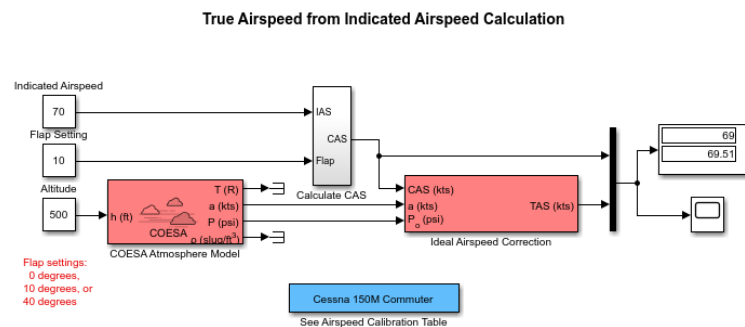 True Airspeed from Indicated Airspeed Calculation
Indicated Airspeed
70
Flap Setting
10
Altitude
500
IAS
CAS
Flap
Calculate CAS
h (ft)
T (R)
a (kts)
P (psi)
ρ (slug/ft³)
COESA
COESA Atmosphere Model
CAS (kts)
a (kts)
P₀ (psi)
TAS (kts)
Ideal Airspeed Correction
69
69.51
Flap settings:
0 degrees,
10 degrees, or
40 degrees
Cessna 150M Commuter
See Airspeed Calibration Table